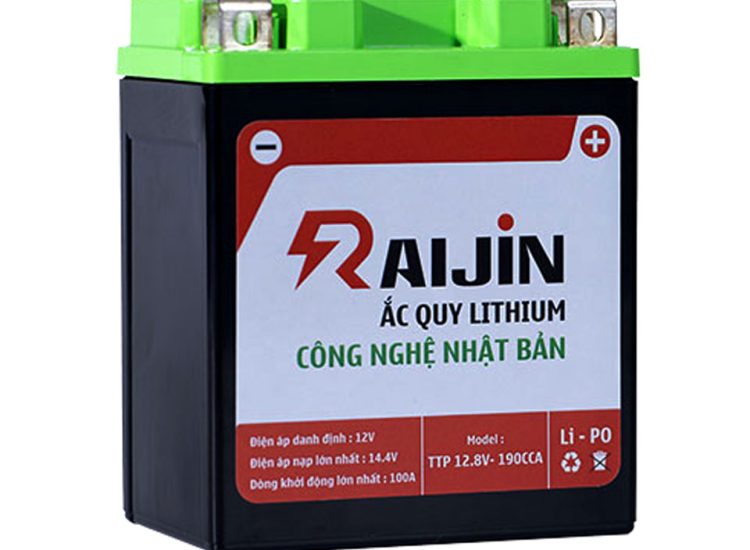 RAIJIN
ẮC QUY LITHIUM
CÔNG NGHỆ NHẬT BẢN
Điện áp danh định : 12V
Điện áp nạp lớn nhất : 14.4V
Dòng khởi động lớn nhất : 100A
Model :
TTP 12.8V- 190CCA
Li - PO